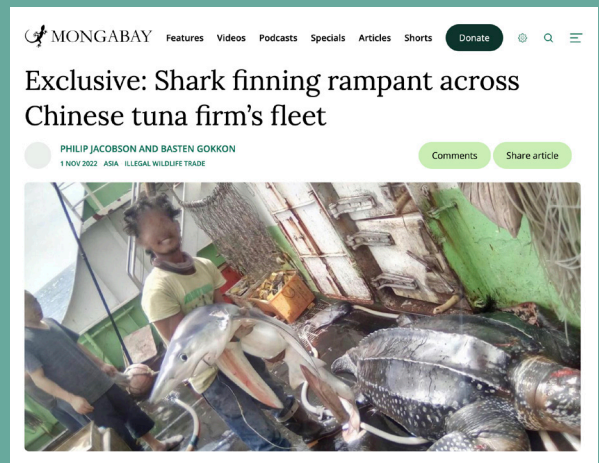 MONGABAY Features Videos Podcasts Specials Articles Shorts Donate
Exclusive: Shark finning rampant across
Chinese tuna firm’s fleet
PHILIP JACOBSON AND BASTEN GOKKON
1 NOV 2022 ASIA ILLEGAL WILDLIFE TRADE
Comments Share article